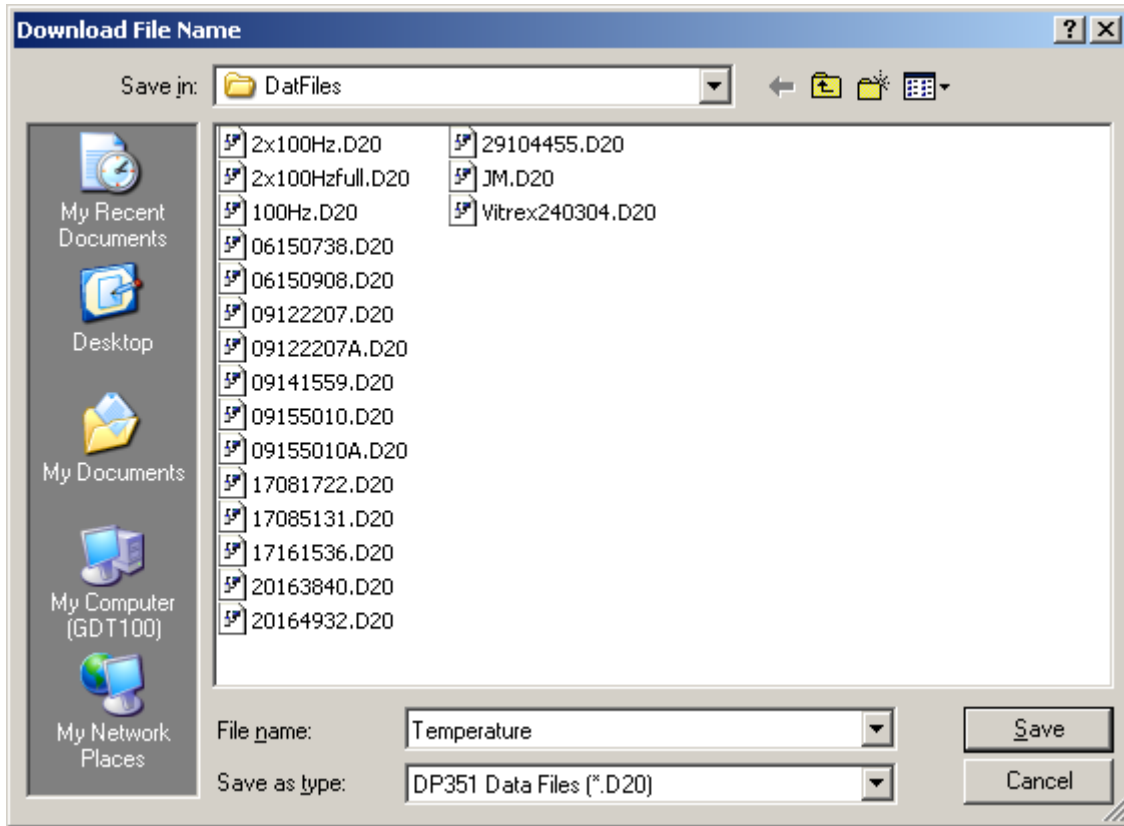 Download File Name
Save in: DatFiles
My Recent
Documents
Desktop
My Documents
My Computer
(GDT100)
My Network
Places
2x100Hz.D20
2x100Hzfull.D20
100Hz.D20
06150738.D20
06150908.D20
09122207.D20
09122207A.D20
09141559.D20
09155010.D20
09155010A.D20
17081722.D20
17085131.D20
17161536.D20
20163840.D20
20164932.D20
29104455.D20
JM.D20
Vitrex240304.D20
File name: Temperature Save
Save as type: DP351 Data Files (*.D20) Cancel